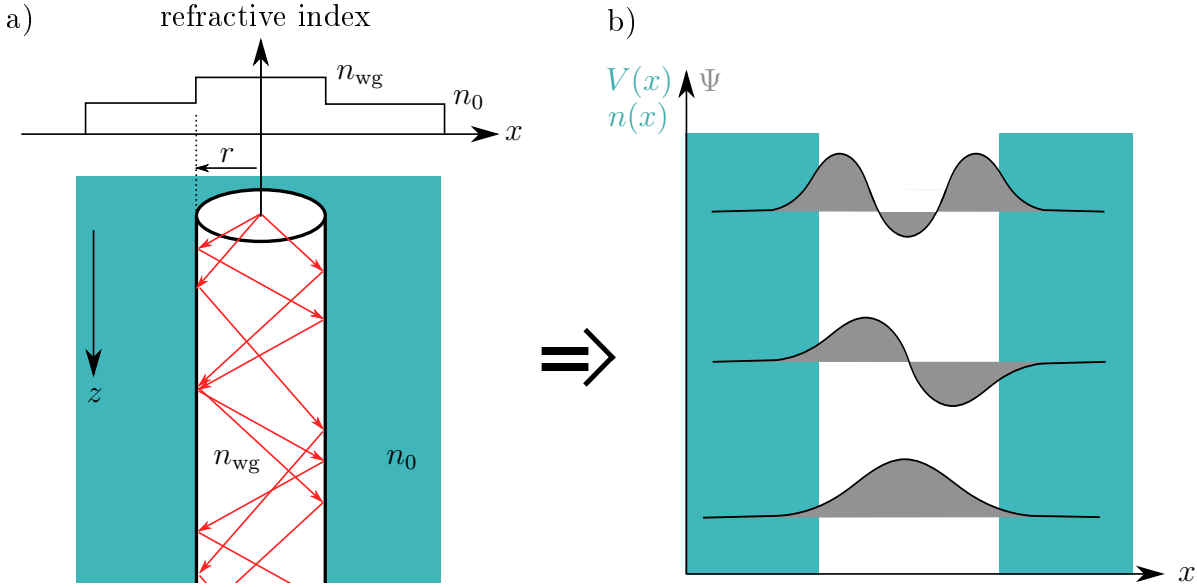 a)
refractive index
n_wg
n_0
x
r
z
n_wg
n_0
b)
V(x) Ψ
n(x)
x